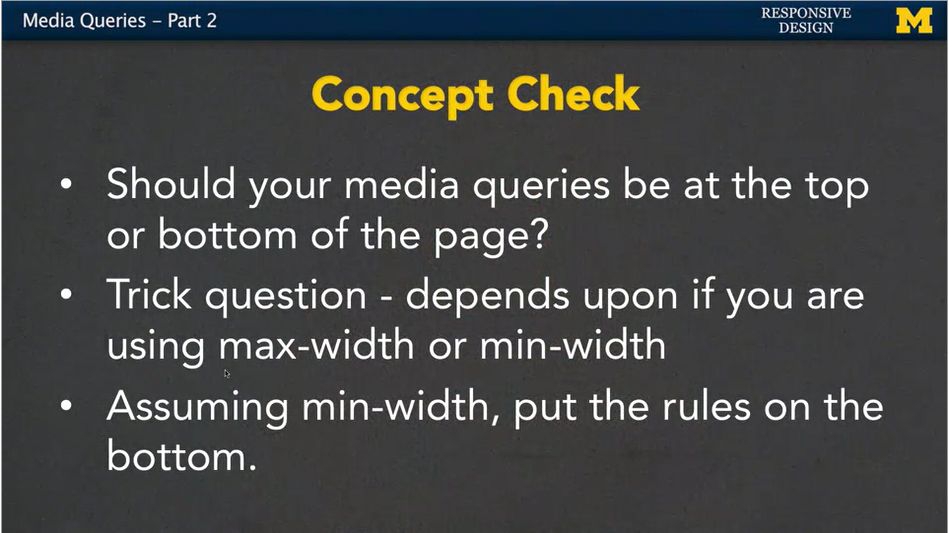 Media Queries – Part 2
RESPONSIVE
DESIGN
M
Concept Check
• Should your media queries be at the top
or bottom of the page?
• Trick question - depends upon if you are
using max-width or min-width
• Assuming min-width, put the rules on the
bottom.